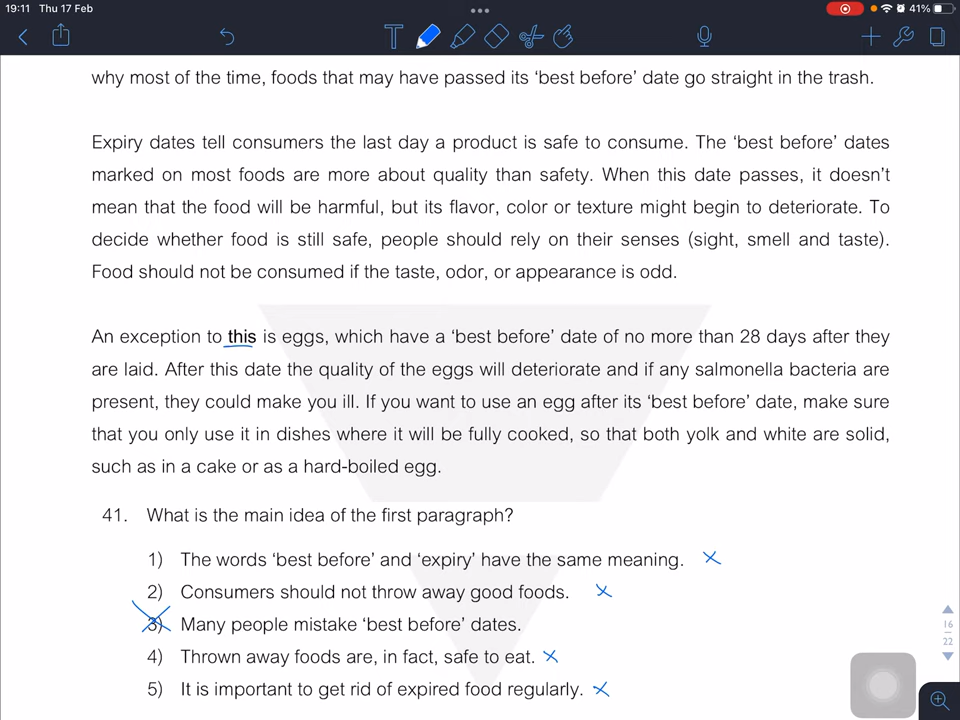 19:11 Thu 17 Feb
41%
T
why most of the time, foods that may have passed its ‘best before’ date go straight in the trash.
Expiry dates tell consumers the last day a product is safe to consume. The ‘best before’ dates
marked on most foods are more about quality than safety. When this date passes, it doesn’t
mean that the food will be harmful, but its flavor, color or texture might begin to deteriorate. To
decide whether food is still safe, people should rely on their senses (sight, smell and taste).
Food should not be consumed if the taste, odor, or appearance is odd.
An exception to this is eggs, which have a ‘best before’ date of no more than 28 days after they
are laid. After this date the quality of the eggs will deteriorate and if any salmonella bacteria are
present, they could make you ill. If you want to use an egg after its ‘best before’ date, make sure
that you only use it in dishes where it will be fully cooked, so that both yolk and white are solid,
such as in a cake or as a hard-boiled egg.
41. What is the main idea of the first paragraph?
1) The words ‘best before’ and ‘expiry’ have the same meaning.
2) Consumers should not throw away good foods.
3) Many people mistake ‘best before’ dates.
4) Thrown away foods are, in fact, safe to eat.
5) It is important to get rid of expired food regularly.
16
22